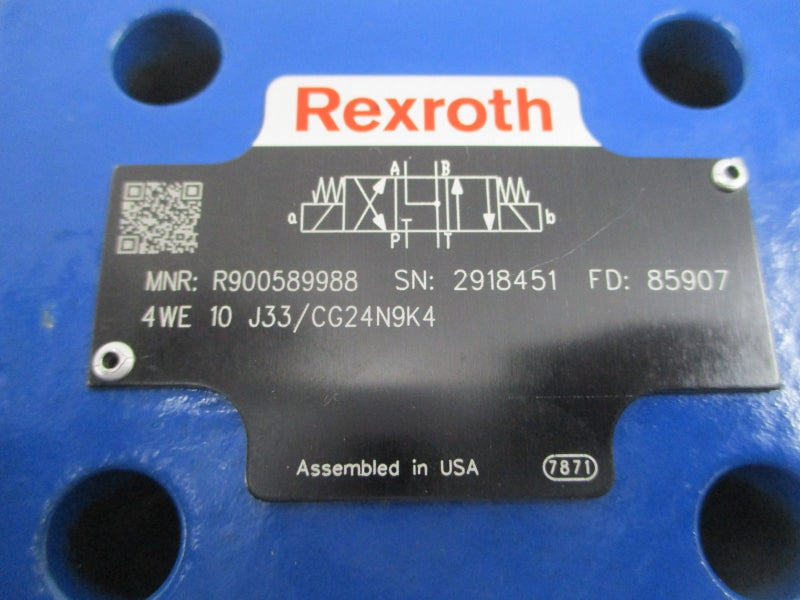 Rexroth
A B
a b
P T
MNR: R900589988 SN: 2918451 FD: 85907
4WE 10 J33/CG24N9K4
Assembled in USA 7871